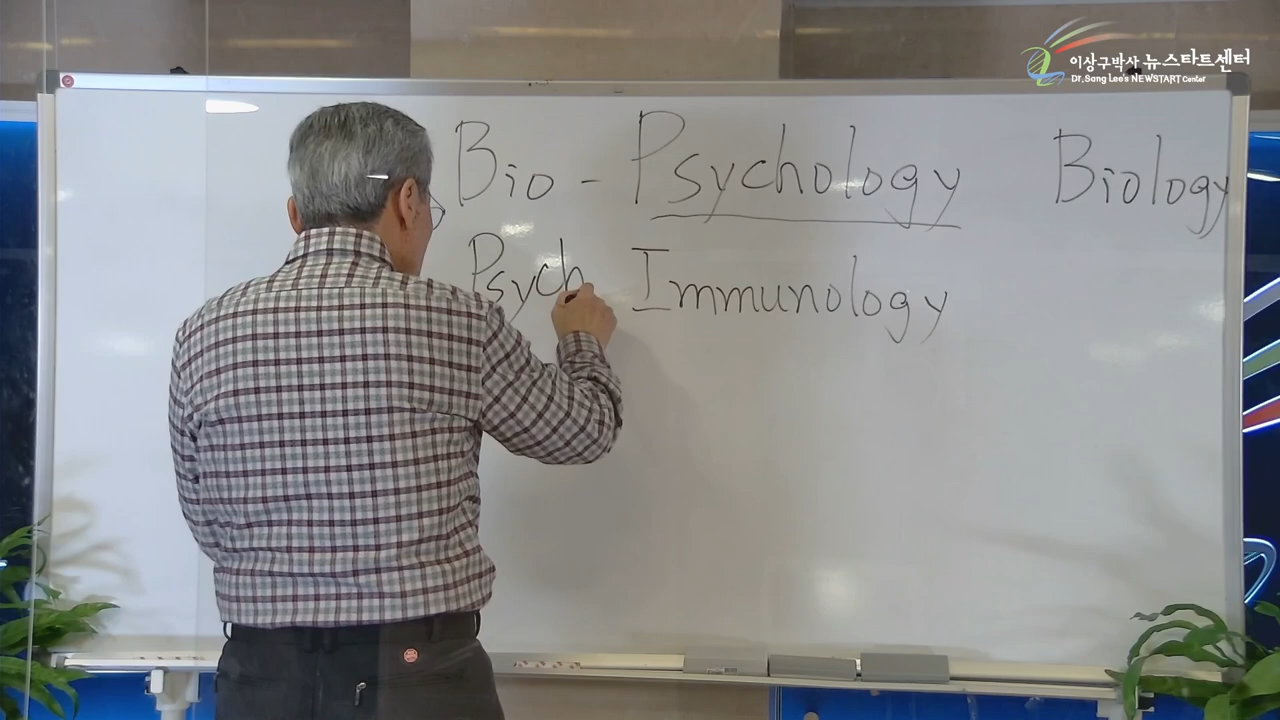 이상구박사 뉴스타트센터
Dr.Sang Lee's NEWSTART Center
Bio - Psychology Biology
Psych Immunology